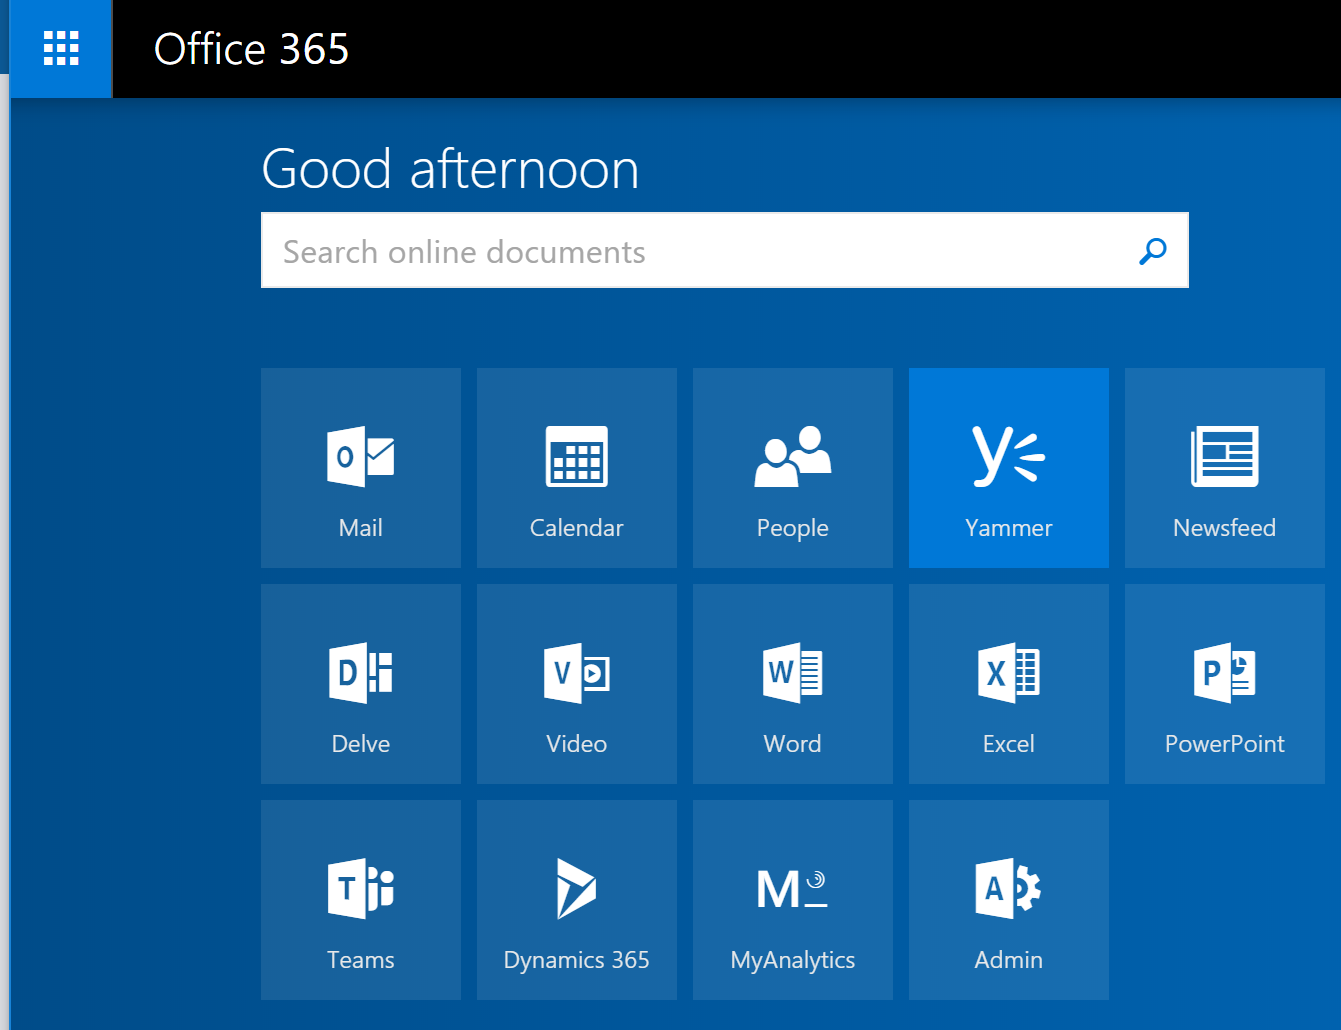 Office 365
Good afternoon
Search online documents
Mail
Calendar
People
Yammer
Newsfeed
Delve
Video
Word
Excel
PowerPoint
Teams
Dynamics 365
MyAnalytics
Admin